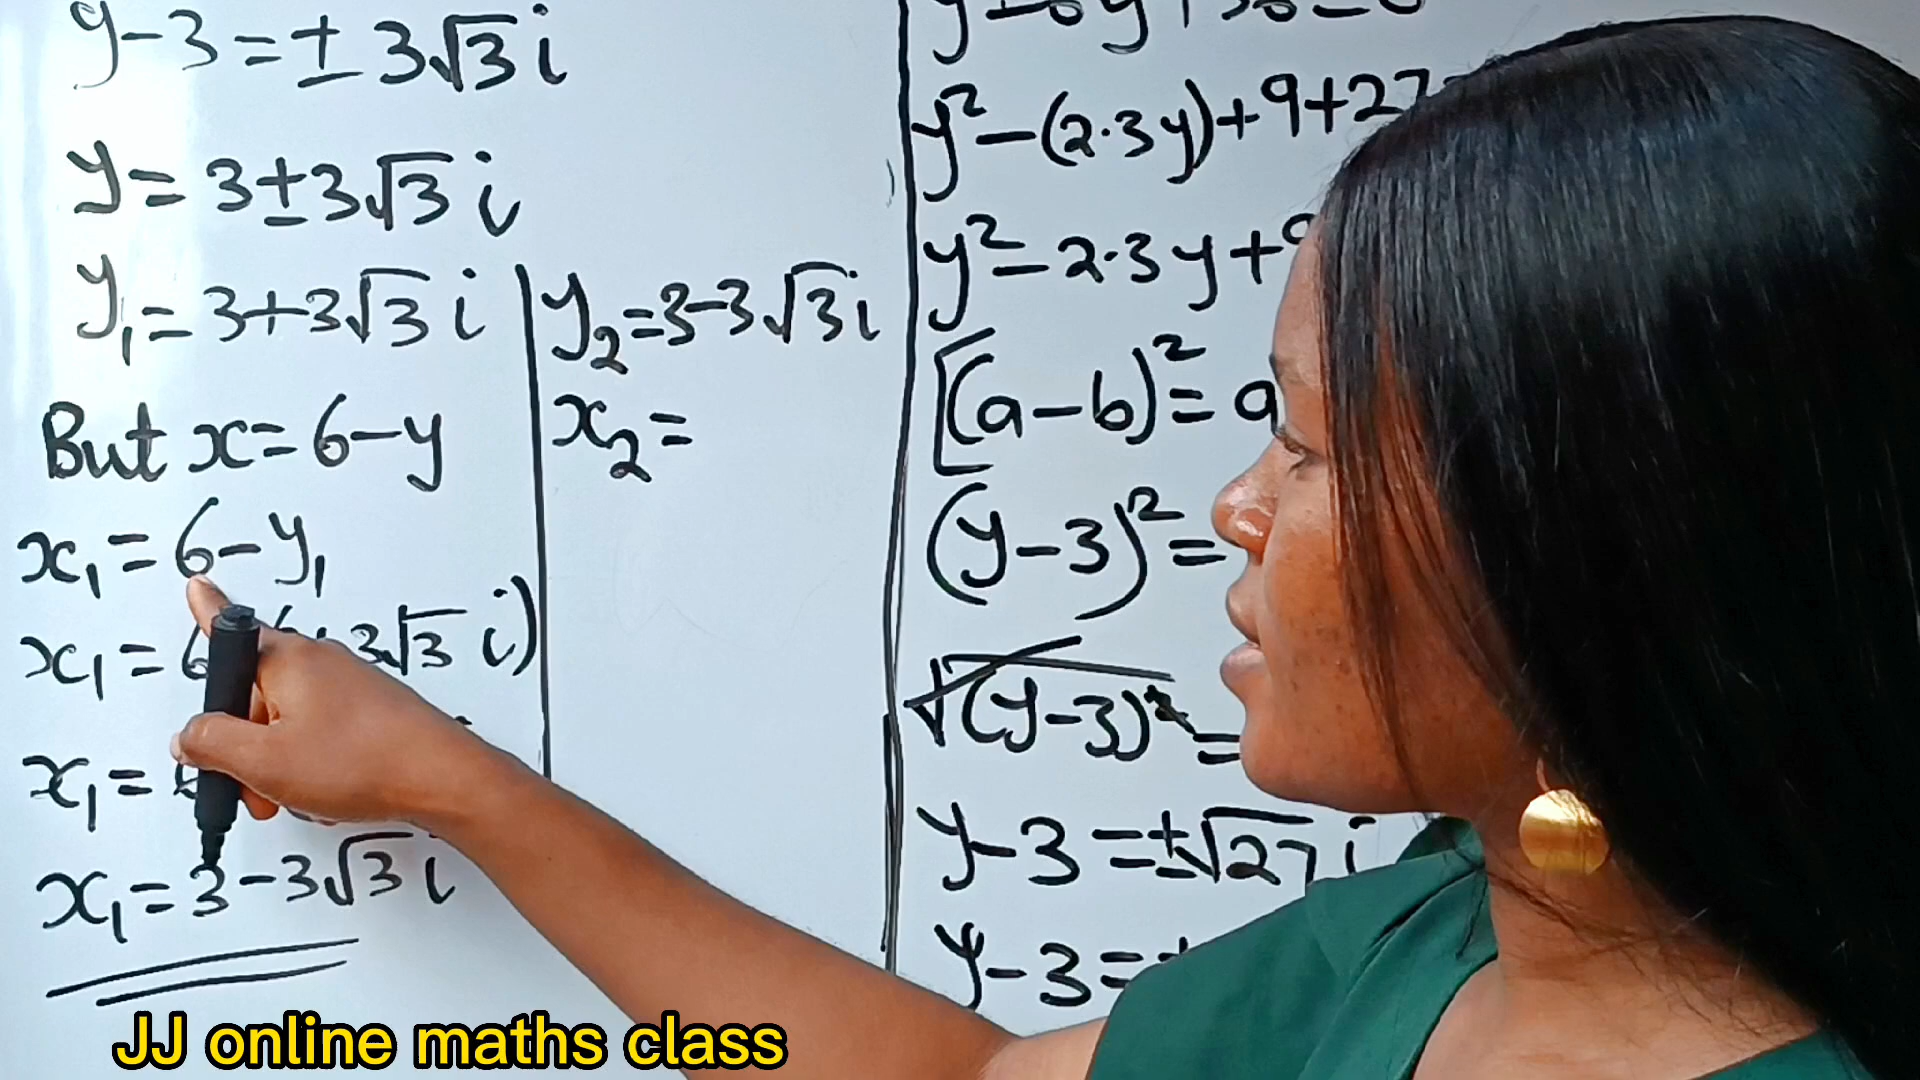 y-3=±3√3 i
y=3±3√3 i
y₁=3+3√3 i
But x=6-y
x₁=6-y₁
x₁=6 3√3 i)
x₁=
x₁=3-3√3 i
y₂=3-3√3i
x₂=
y²-(2·3y)+9+27
y²-2·3y+9
[(a-b)²=a
(y-3)²=
√(y-3)²=
y-3=±√27 i
y-3=±
JJ online maths class